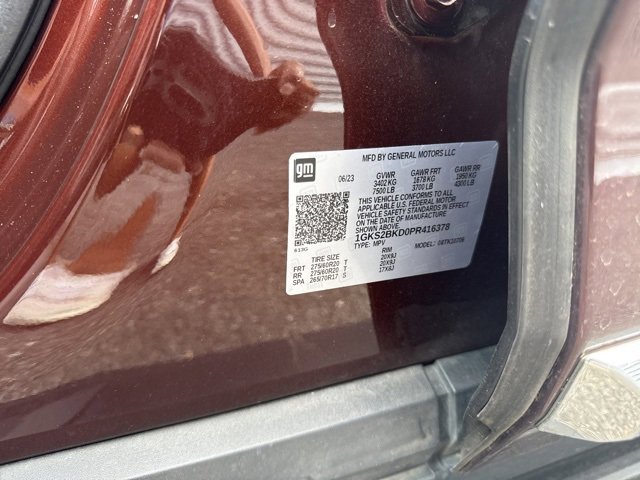 MFD BY GENERAL MOTORS LLC
gm
06/23 GVWR GAWR FRT GAWR RR
3402 KG 1678 KG 1950 KG
7500 LB 3700 LB 4300 LB
THIS VEHICLE CONFORMS TO ALL
APPLICABLE U.S. FEDERAL MOTOR
VEHICLE SAFETY STANDARDS IN EFFECT
ON THE DATE OF MANUFACTURE
SHOWN ABOVE.
1GKS2BKD0PR416378
TYPE: MPV MODEL: 08TK10706
TIRE SIZE RIM
FRT 275/60R20 T 20X9J
RR 275/60R20 T 20X9J
SPA 265/70R17 S 17X8J